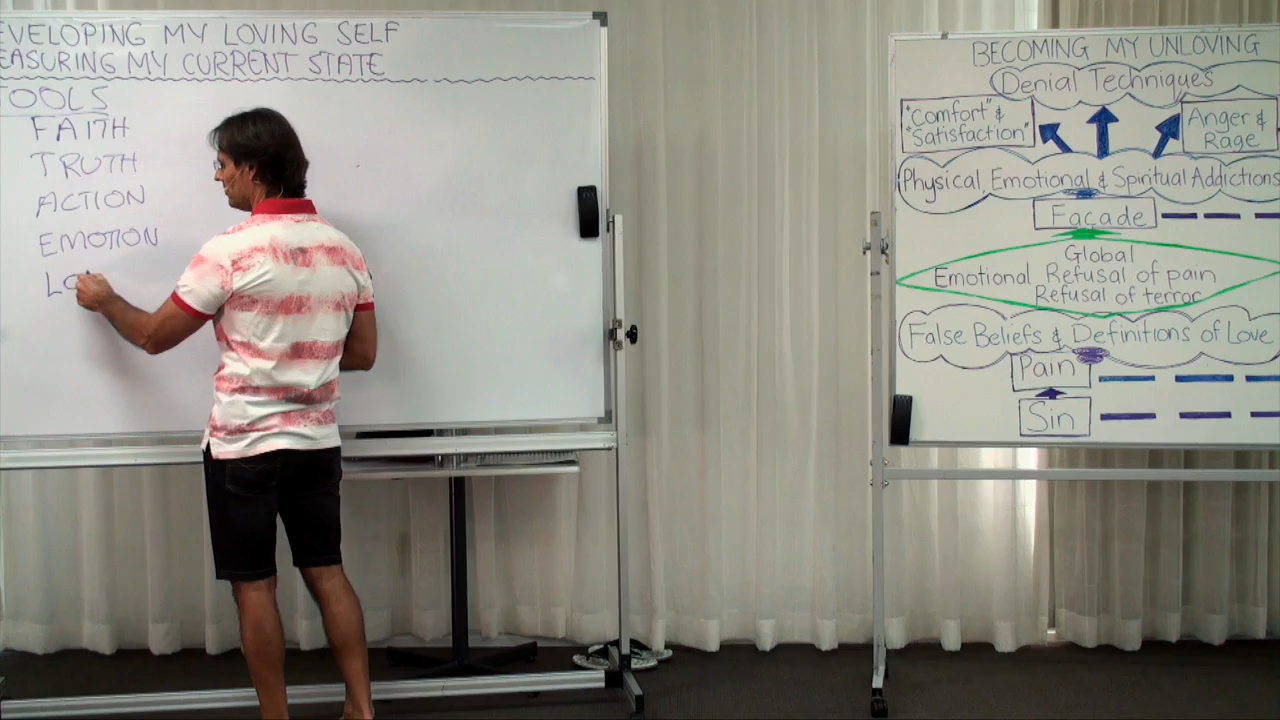 EVELOPING MY LOVING SELF
EASURING MY CURRENT STATE
TOOLS
FAITH
TRUTH
ACTION
EMOTION
LO
BECOMING MY UNLOVING
Denial Techniques
"Comfort" &
"Satisfaction"
Anger &
Rage
Physical Emotional & Spiritual Addictions
Façade
Global
Emotional Refusal of pain
Refusal of terror
False Beliefs & Definitions of Love
Pain
Sin